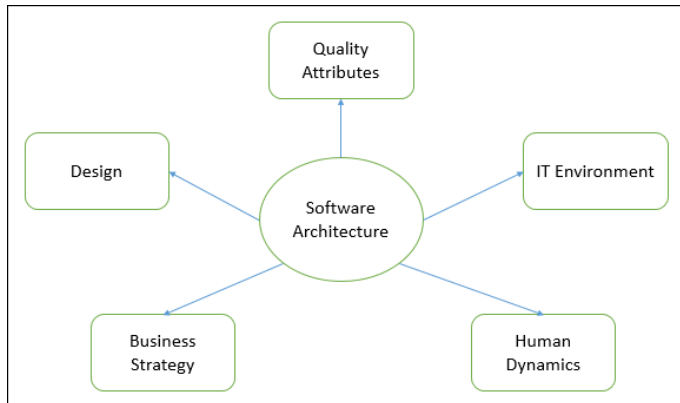 Quality
Attributes
Design
IT Environment
Software
Architecture
Business
Strategy
Human
Dynamics